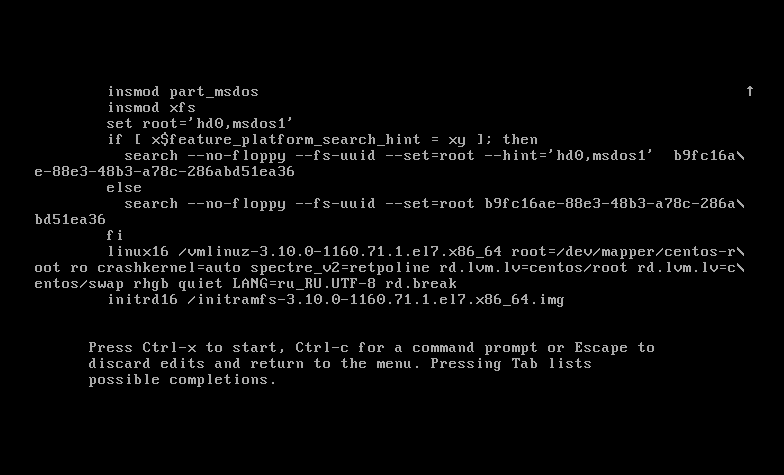 insmod part_msdos ↑
insmod xfs
set root='hd0,msdos1'
if [ x$feature_platform_search_hint = xy ]; then
search --no-floppy --fs-uuid --set=root --hint='hd0,msdos1'  b9fc16a\
e-88e3-48b3-a78c-286abd51ea36
else
search --no-floppy --fs-uuid --set=root b9fc16ae-88e3-48b3-a78c-286a\
bd51ea36
fi
linux16 /vmlinuz-3.10.0-1160.71.1.el7.x86_64 root=/dev/mapper/centos-r\
oot ro crashkernel=auto spectre_v2=retpoline rd.lvm.lv=centos/root rd.lvm.lv=c\
entos/swap rhgb quiet LANG=ru_RU.UTF-8 rd.break
initrd16 /initramfs-3.10.0-1160.71.1.el7.x86_64.img
Press Ctrl-x to start, Ctrl-c for a command prompt or Escape to
discard edits and return to the menu. Pressing Tab lists
possible completions.